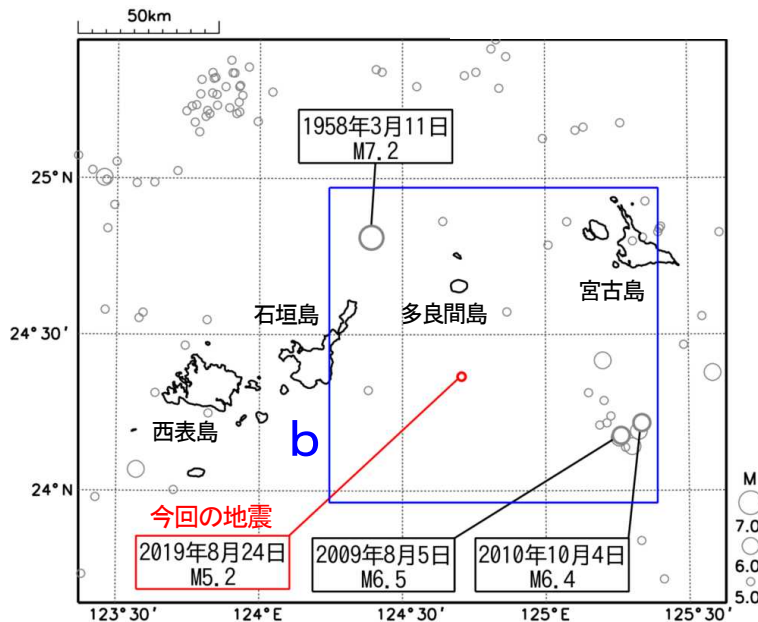 50km
1958年3月11日
M7.2
25°N
宮古島
石垣島
多良間島
24°30′
西表島
b
24°N
今回の地震
2019年8月24日
M5.2
2009年8月5日
M6.5
2010年10月4日
M6.4
M
7.0
6.0
5.0
123°30′
124°E
124°30′
125°E
125°30′